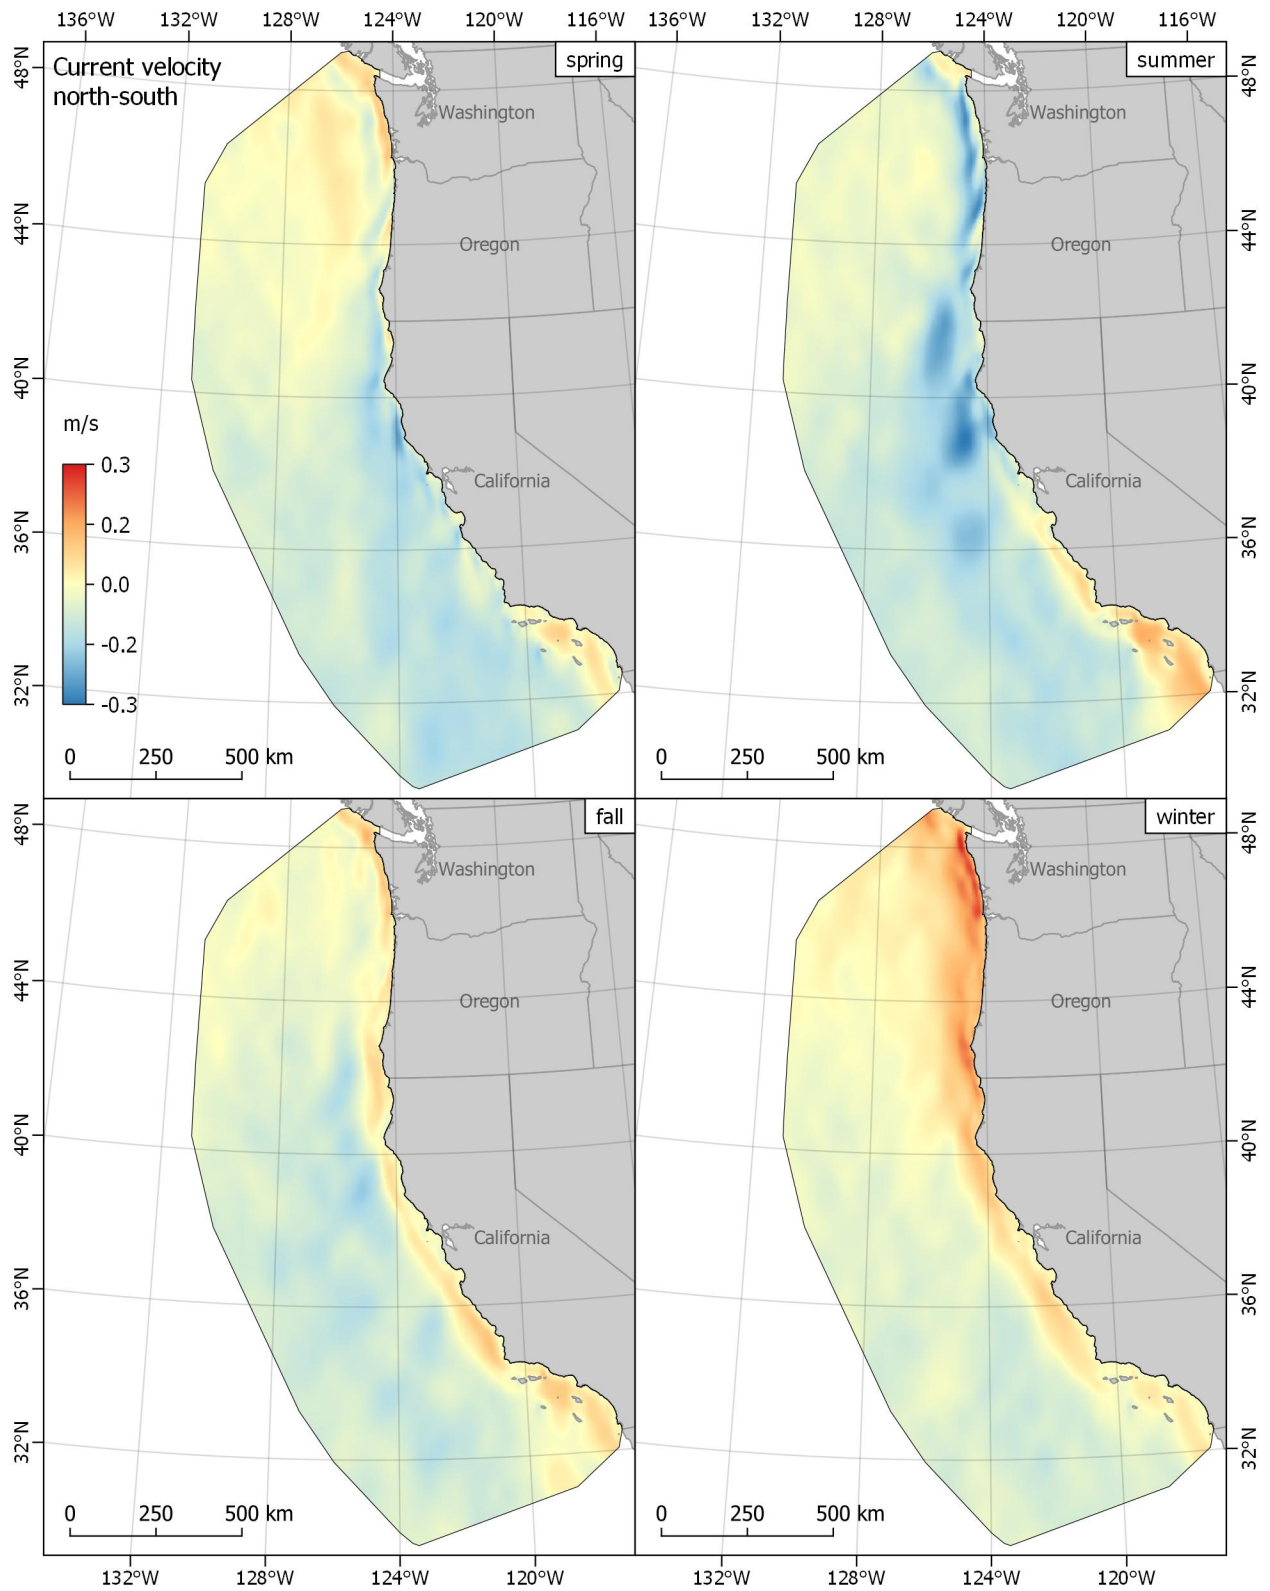 136°W 132°W 128°W 124°W 120°W 116°W 136°W 132°W 128°W 124°W 120°W 116°W
Current velocity
north-south
spring
summer
48°N
48°N
Washington
Washington
44°N
44°N
Oregon
Oregon
40°N
40°N
m/s
0.3
0.2
0.0
-0.2
-0.3
California
California
36°N
36°N
32°N
32°N
0 250 500 km
0 250 500 km
fall
winter
48°N
48°N
Washington
Washington
44°N
44°N
Oregon
Oregon
40°N
40°N
California
California
36°N
36°N
32°N
32°N
0 250 500 km
0 250 500 km
132°W 128°W 124°W 120°W 132°W 128°W 124°W 120°W